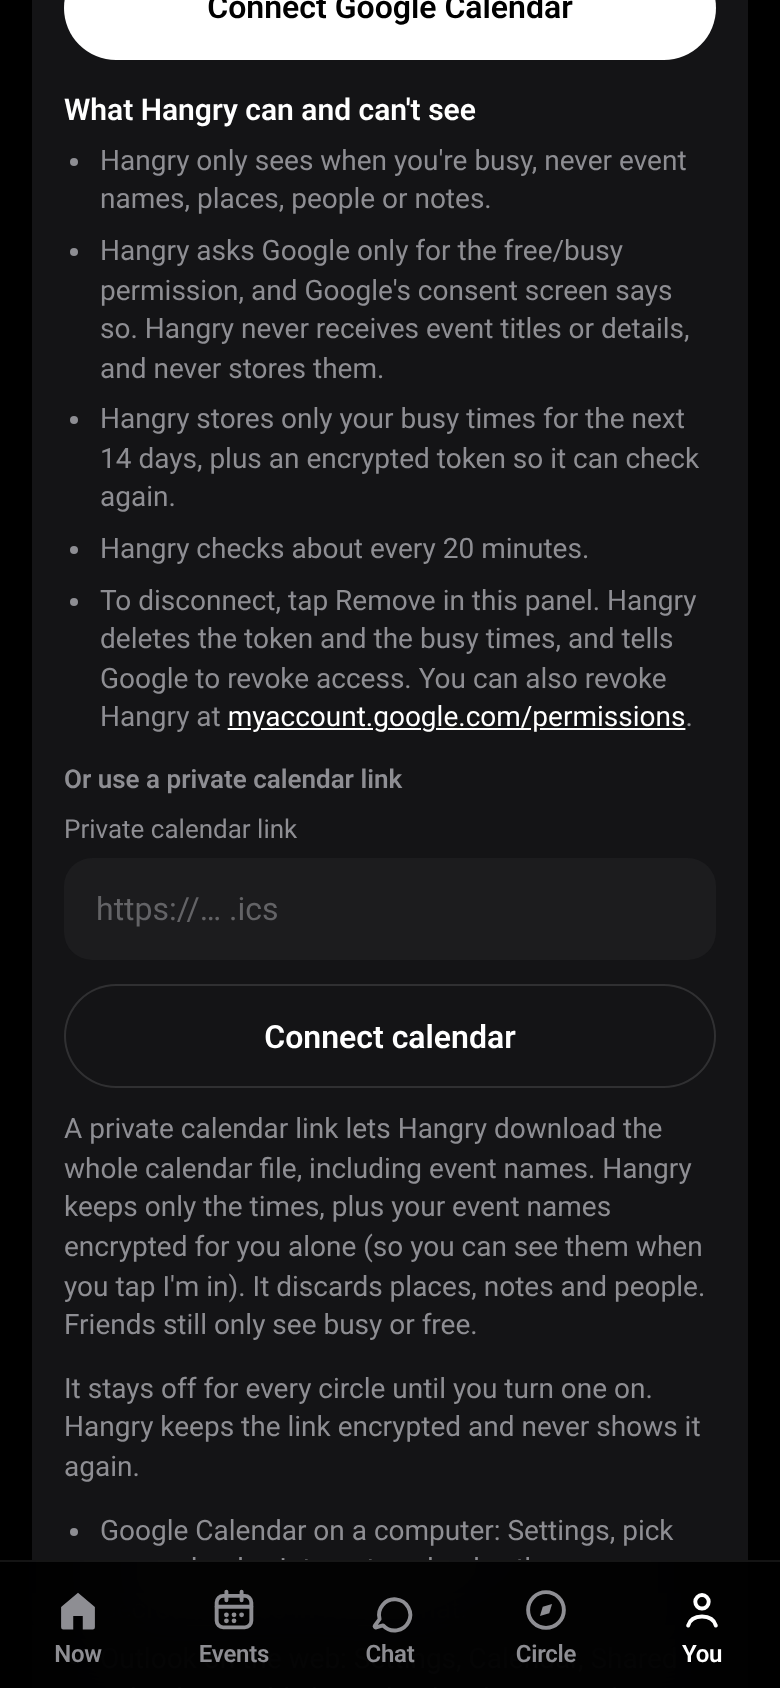 Connect Google Calendar
What Hangry can and can't see
• Hangry only sees when you're busy, never event
names, places, people or notes.
• Hangry asks Google only for the free/busy
permission, and Google's consent screen says
so. Hangry never receives event titles or details,
and never stores them.
• Hangry stores only your busy times for the next
14 days, plus an encrypted token so it can check
again.
• Hangry checks about every 20 minutes.
• To disconnect, tap Remove in this panel. Hangry
deletes the token and the busy times, and tells
Google to revoke access. You can also revoke
Hangry at myaccount.google.com/permissions.
Or use a private calendar link
Private calendar link
https://… .ics
Connect calendar
A private calendar link lets Hangry download the
whole calendar file, including event names. Hangry
keeps only the times, plus your event names
encrypted for you alone (so you can see them when
you tap I'm in). It discards places, notes and people.
Friends still only see busy or free.
It stays off for every circle until you turn one on.
Hangry keeps the link encrypted and never shows it
again.
• Google Calendar on a computer: Settings, pick
Now Events Chat Circle You